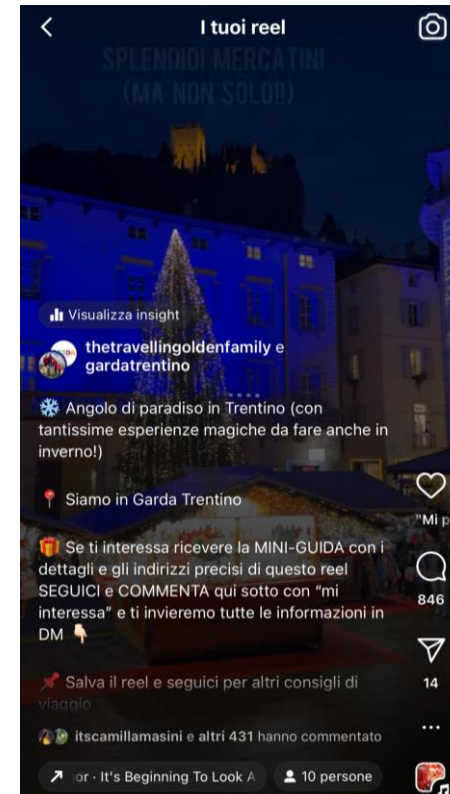 I tuoi reel
SPLENDIDI MERCATINI
(MA NON SOLO!!)
Visualizza insight
thetravellingoldenfamily e
gardatrentino
❄️ Angolo di paradiso in Trentino (con
tantissime esperienze magiche da fare anche in
inverno!)
📍 Siamo in Garda Trentino
🎁 Se ti interessa ricevere la MINI-GUIDA con i
dettagli e gli indirizzi precisi di questo reel
SEGUICI e COMMENTA qui sotto con “mi
interessa” e ti invieremo tutte le informazioni in
DM 👇🏻
📌 Salva il reel e seguici per altri consigli di
viaggio
itscamillamasini e altri 431 hanno commentato
or · It's Beginning To Look A
10 persone
"Mi p
846
14